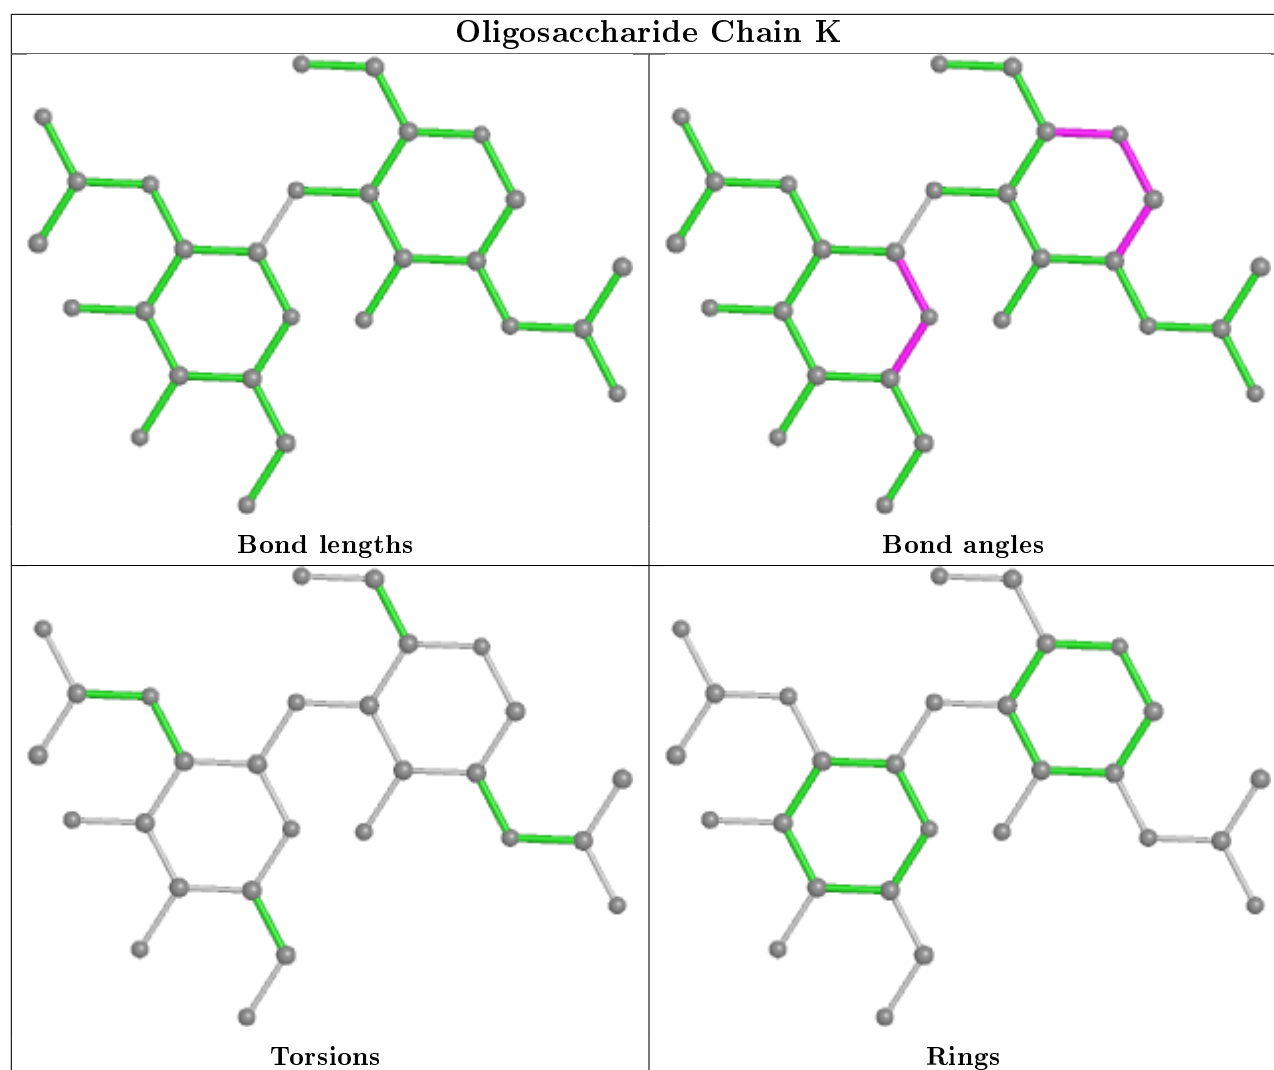 Oligosaccharide Chain K
Bond lengths
Bond angles
Torsions
Rings